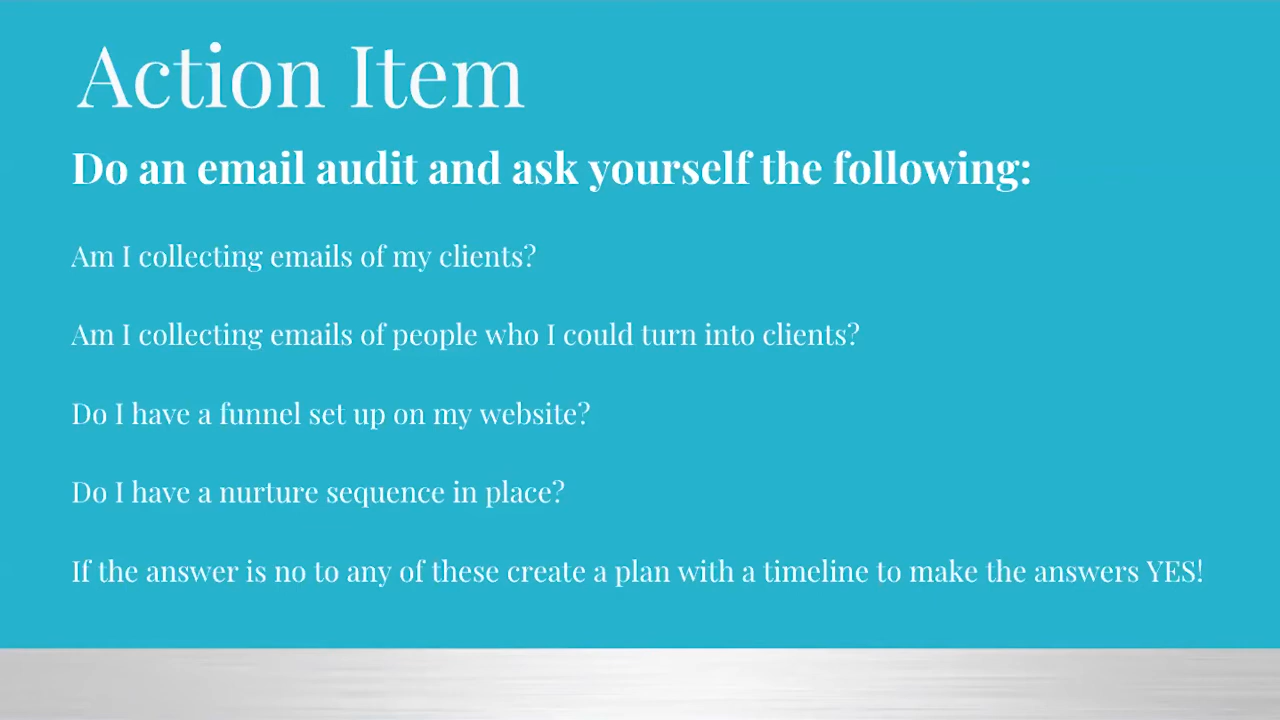 Action Item
Do an email audit and ask yourself the following:
Am I collecting emails of my clients?
Am I collecting emails of people who I could turn into clients?
Do I have a funnel set up on my website?
Do I have a nurture sequence in place?
If the answer is no to any of these create a plan with a timeline to make the answers YES!